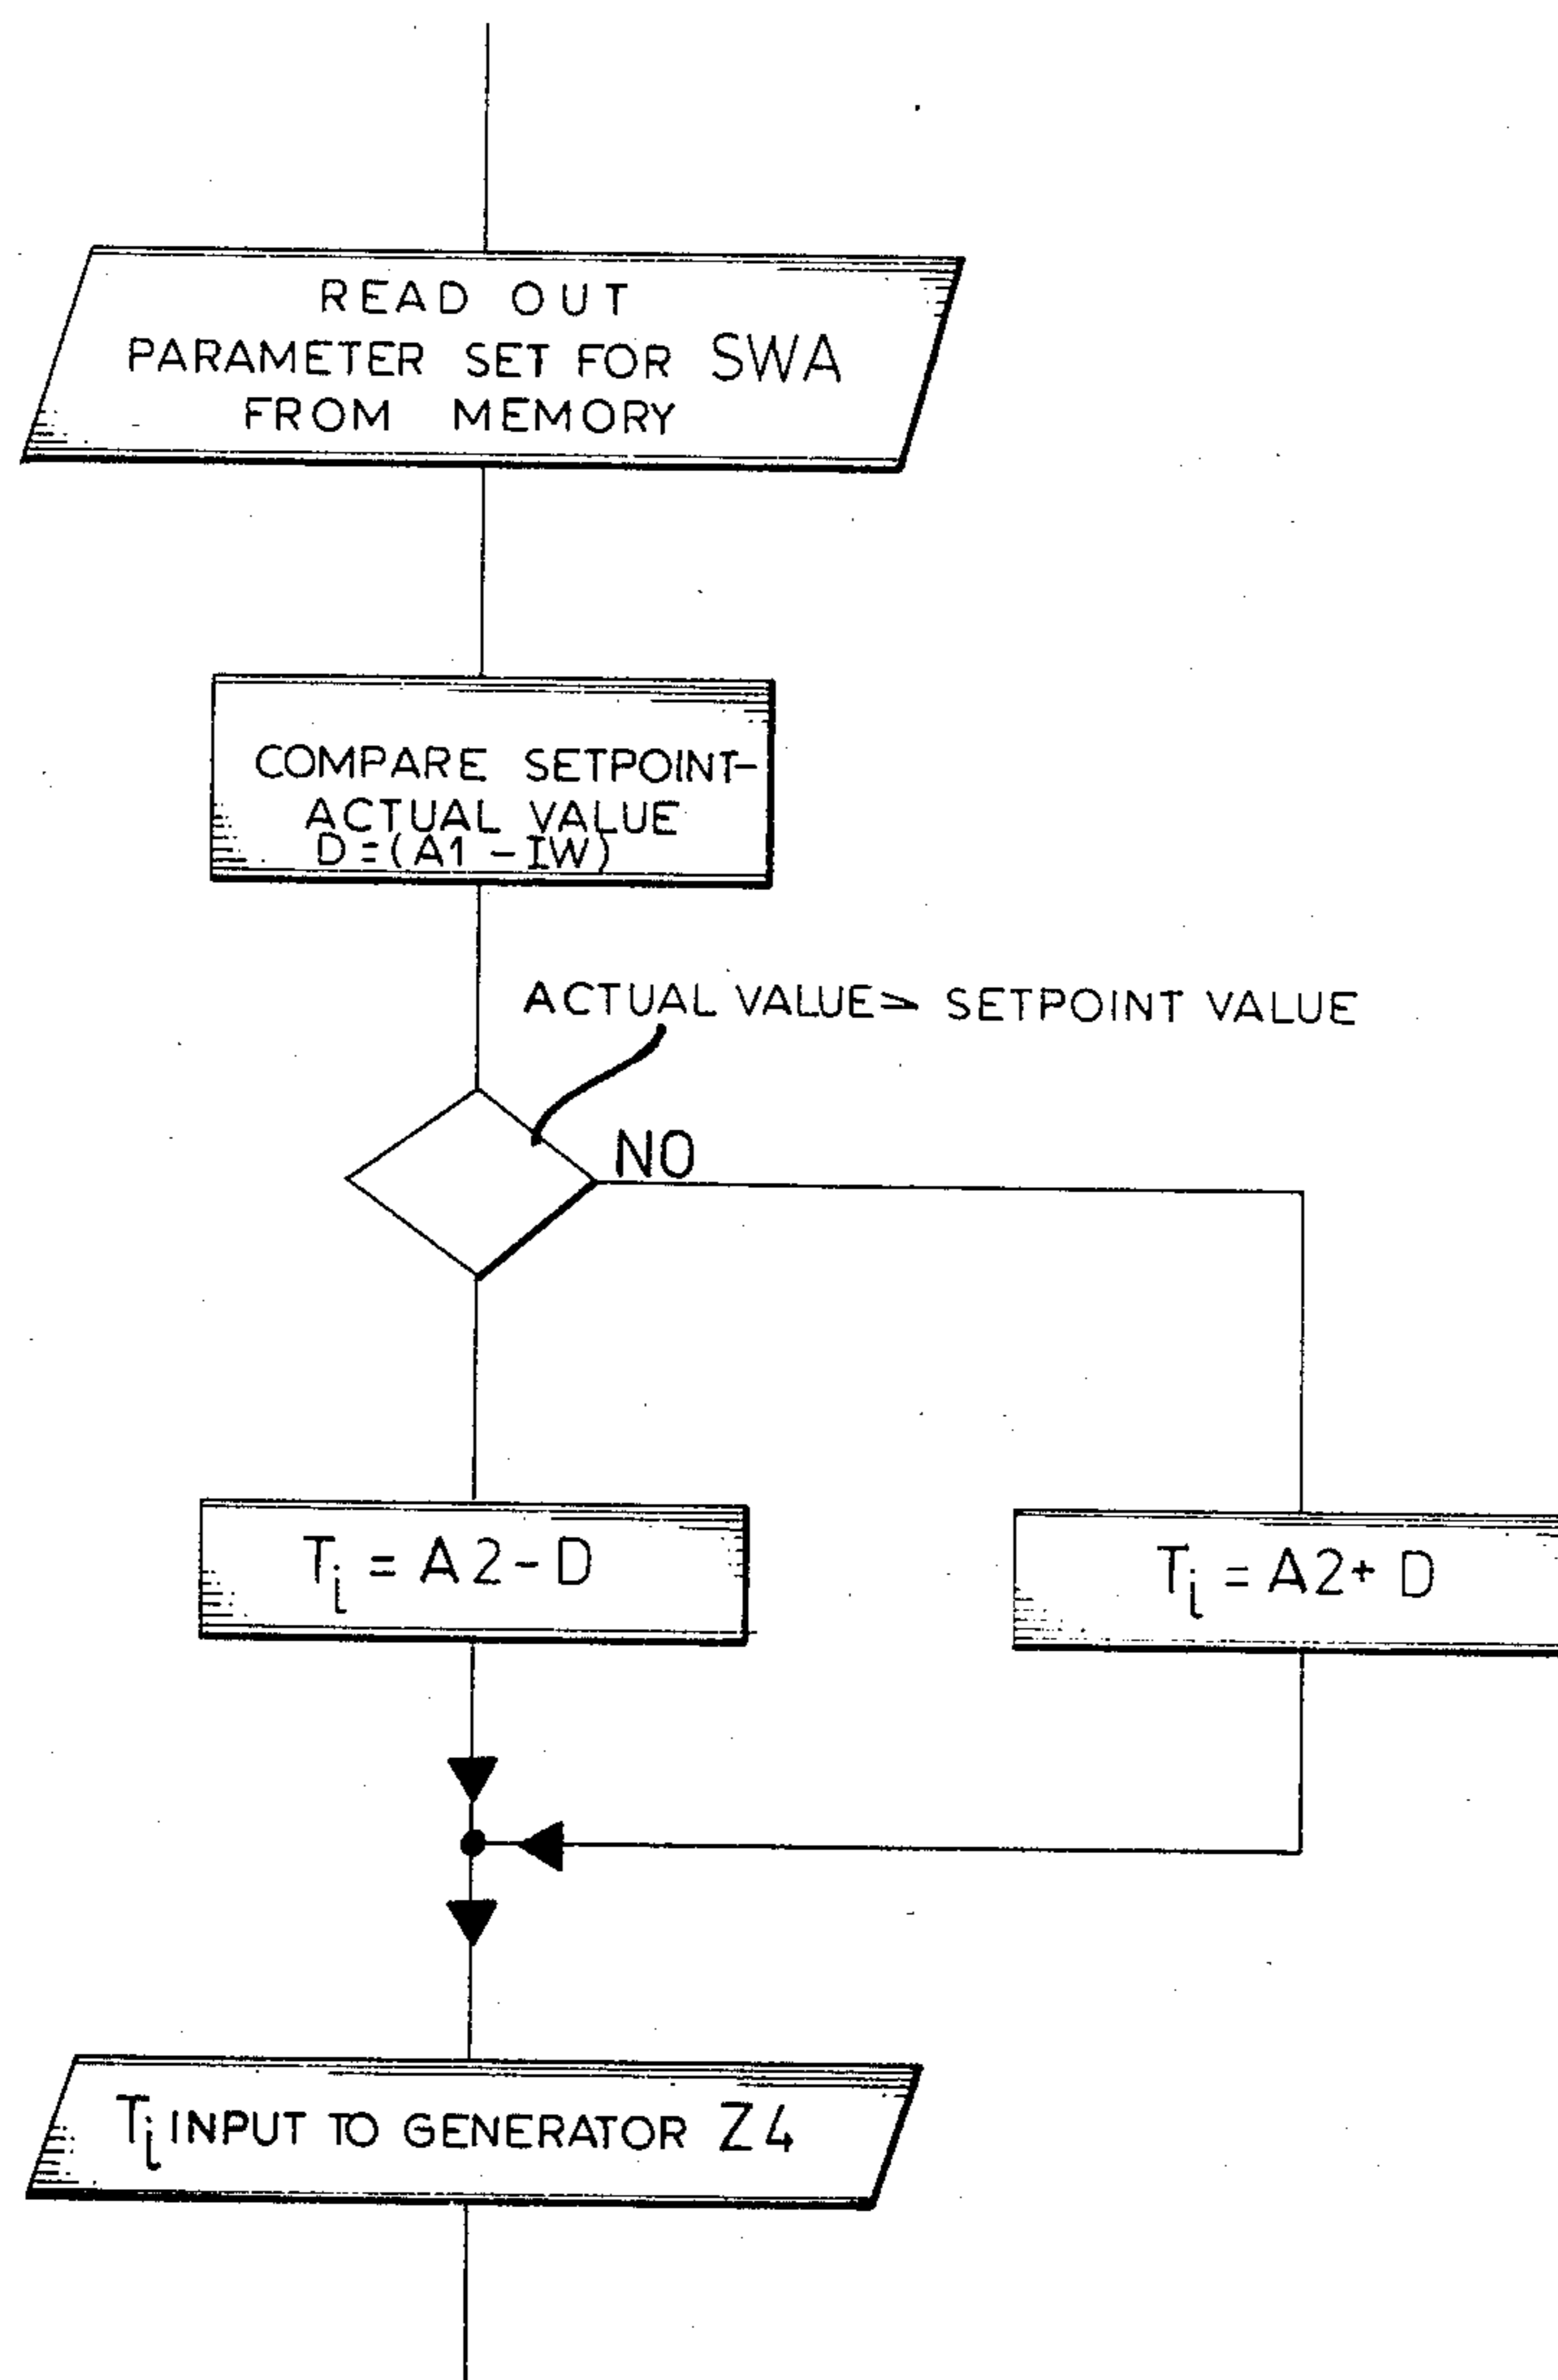 READ OUT
PARAMETER SET FOR SWA
FROM MEMORY
COMPARE SETPOINT-
ACTUAL VALUE
D=(A1-IW)
ACTUAL VALUE> SETPOINT VALUE
NO
Ti = A2-D
Ti = A2+D
Ti INPUT TO GENERATOR Z4